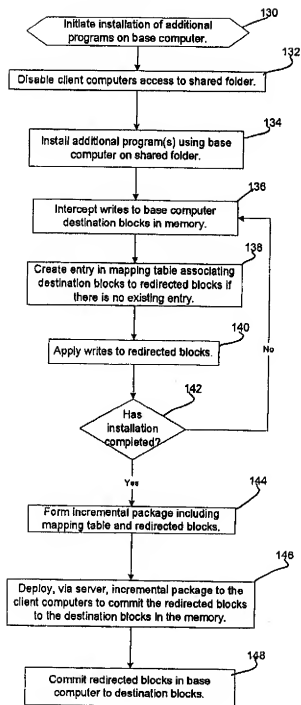 Initiate installation of additional
programs on base computer.
130
132
Disable client computers access to shared folder.
134
Install additional program(s) using base
computer on shared folder.
136
Intercept writes to base computer
destination blocks in memory.
138
Create entry in mapping table associating
destination blocks to redirected blocks if
there is no existing entry.
140
Apply writes to redirected blocks.
No
142
Has
installation
completed?
Yes
144
Form incremental package including
mapping table and redirected blocks.
146
Deploy, via server, incremental package to the
client computers to commit the redirected blocks
to the destination blocks in the memory.
148
Commit redirected blocks in base
computer to destination blocks.